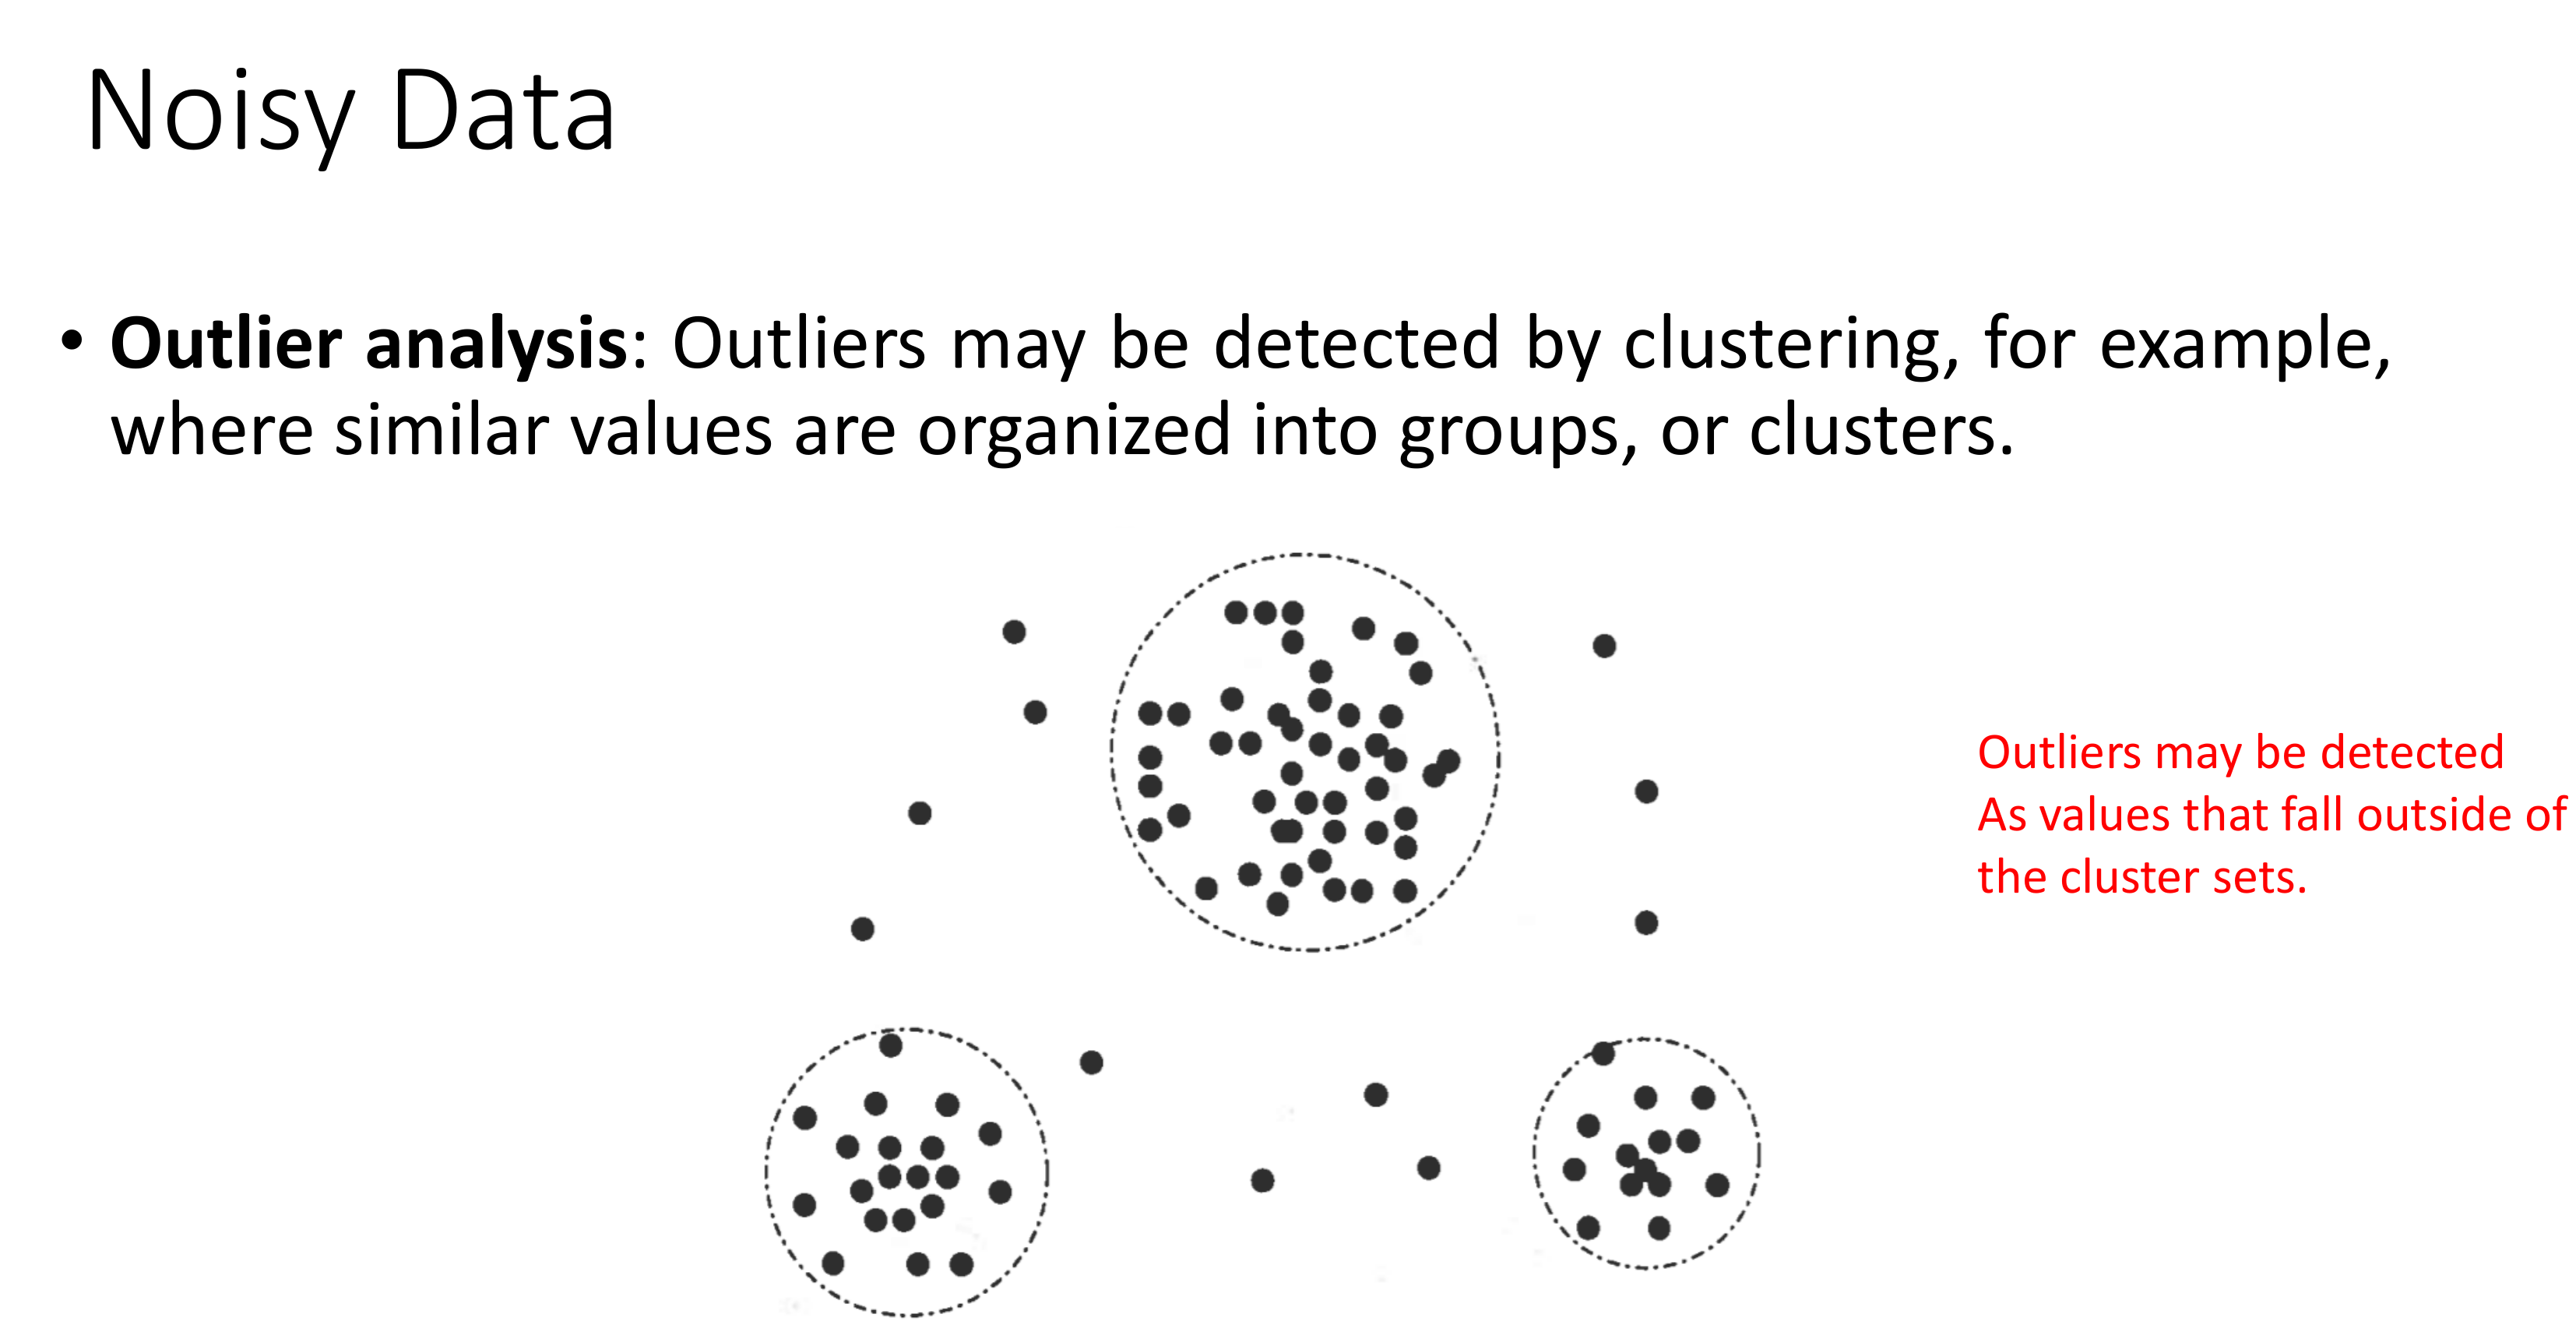 Noisy Data
• Outlier analysis: Outliers may be detected by clustering, for example,
where similar values are organized into groups, or clusters.
Outliers may be detected
As values that fall outside of
the cluster sets.